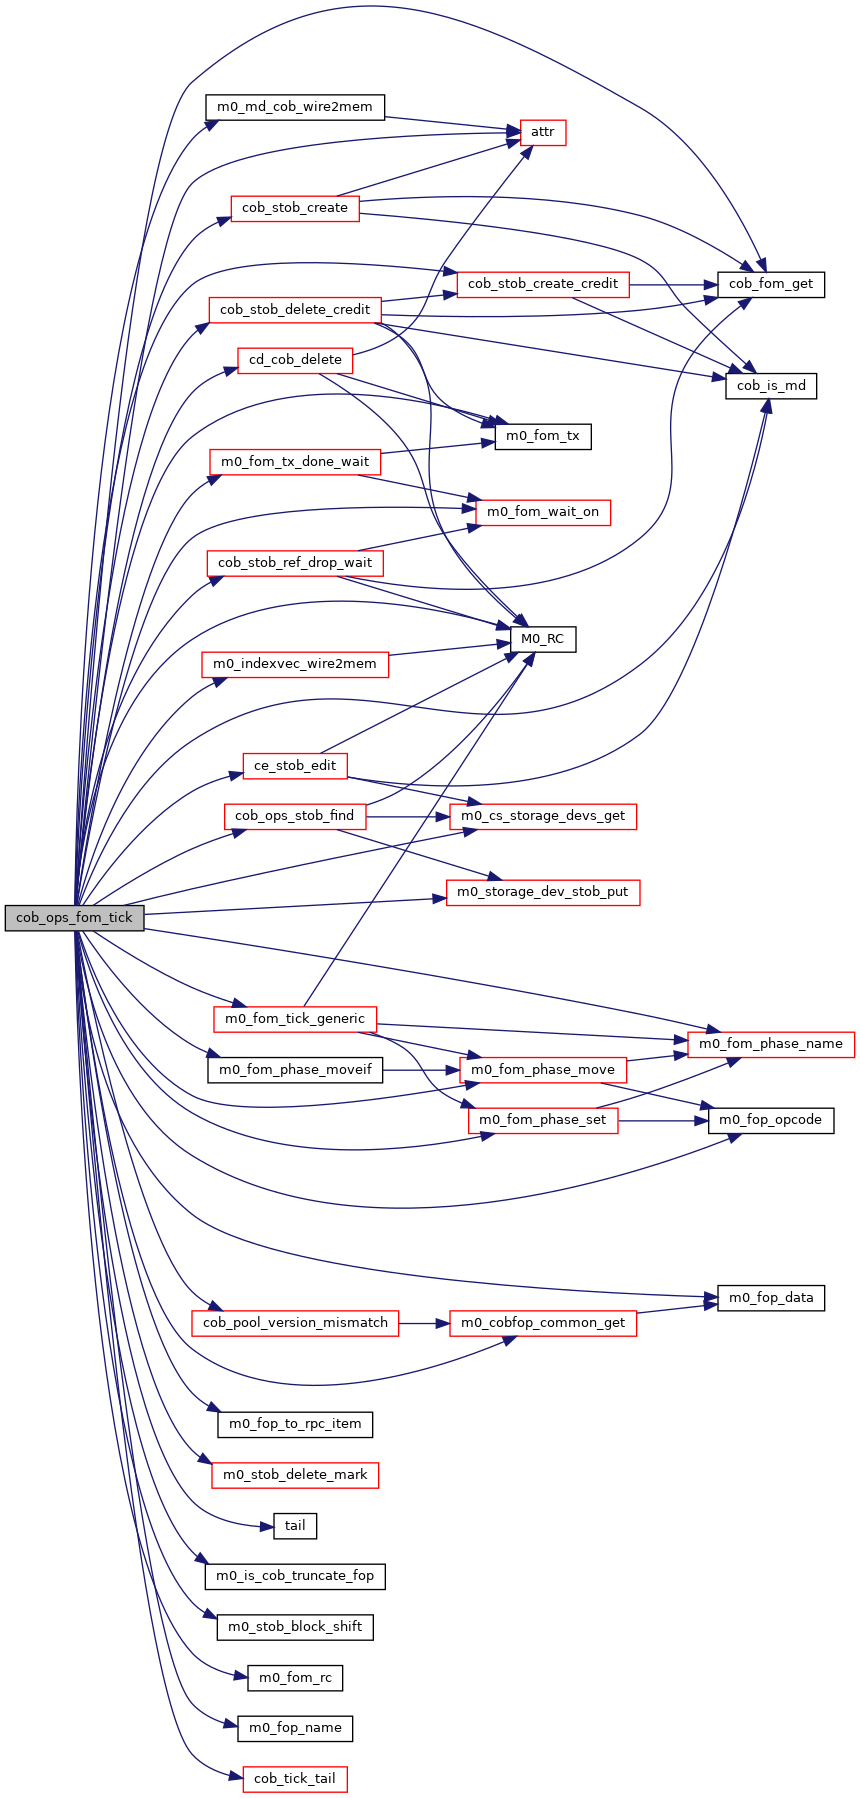 m0_md_cob_wire2mem
attr
cob_stob_create
cob_fom_get
cob_stob_create_credit
cob_stob_delete_credit
cd_cob_delete
cob_is_md
m0_fom_tx
m0_fom_tx_done_wait
m0_fom_wait_on
cob_stob_ref_drop_wait
M0_RC
m0_indexvec_wire2mem
ce_stob_edit
cob_ops_stob_find
m0_cs_storage_devs_get
m0_storage_dev_stob_put
cob_ops_fom_tick
m0_fom_tick_generic
m0_fom_phase_name
m0_fom_phase_moveif
m0_fom_phase_move
m0_fom_phase_set
m0_fop_opcode
m0_fop_data
cob_pool_version_mismatch
m0_cobfop_common_get
m0_fop_to_rpc_item
m0_stob_delete_mark
tail
m0_is_cob_truncate_fop
m0_stob_block_shift
m0_fom_rc
m0_fop_name
cob_tick_tail